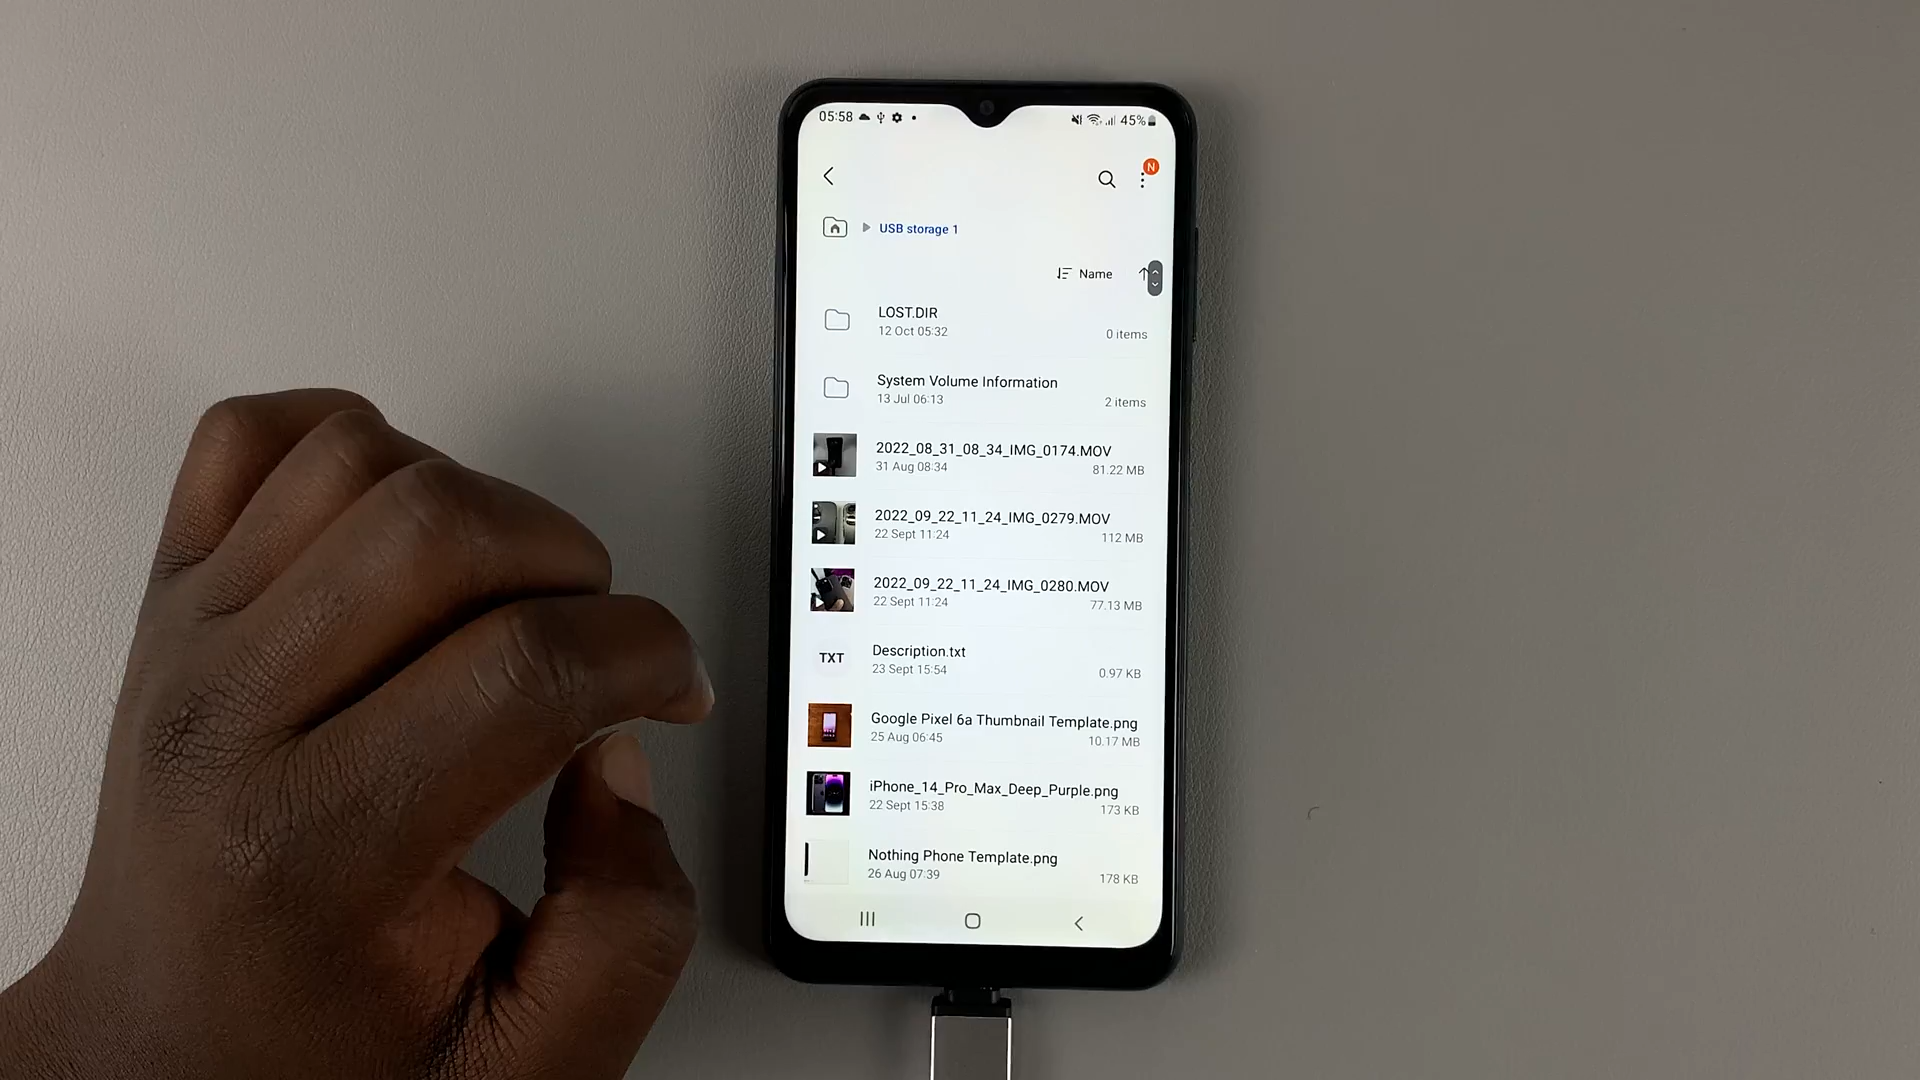 05:58
45%
N
USB storage 1
Name
LOST.DIR
12 Oct 05:32
0 items
System Volume Information
13 Jul 06:13
2 items
2022_08_31_08_34_IMG_0174.MOV
31 Aug 08:34
81.22 MB
2022_09_22_11_24_IMG_0279.MOV
22 Sept 11:24
112 MB
2022_09_22_11_24_IMG_0280.MOV
22 Sept 11:24
77.13 MB
TXT
Description.txt
23 Sept 15:54
0.97 KB
Google Pixel 6a Thumbnail Template.png
25 Aug 06:45
10.17 MB
iPhone_14_Pro_Max_Deep_Purple.png
22 Sept 15:38
173 KB
Nothing Phone Template.png
26 Aug 07:39
178 KB